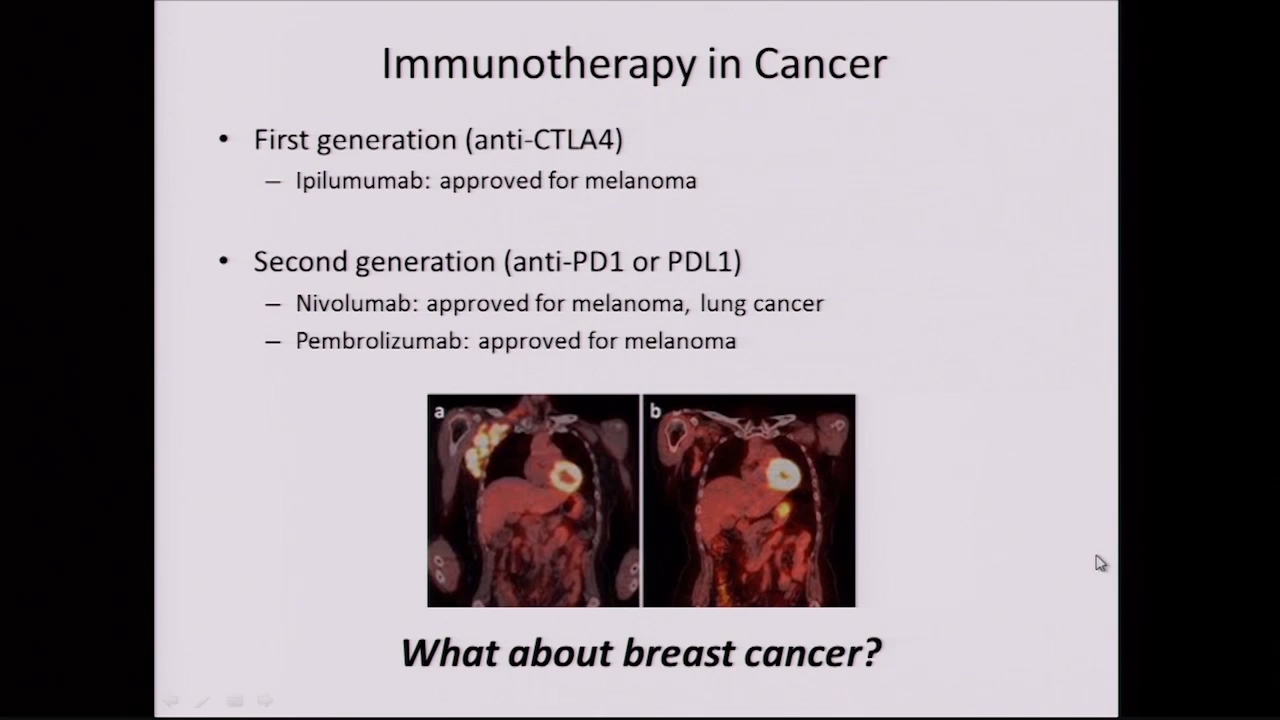 Immunotherapy in Cancer
• First generation (anti-CTLA4)
– Ipilumumab: approved for melanoma
• Second generation (anti-PD1 or PDL1)
– Nivolumab: approved for melanoma, lung cancer
– Pembrolizumab: approved for melanoma
a b
What about breast cancer?